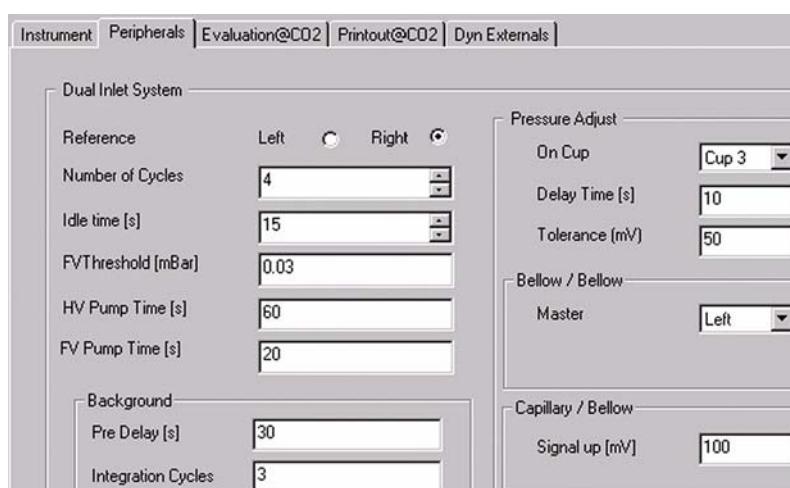 Instrument Peripherals Evaluation@CO2 Printout@CO2 Dyn Externals
Dual Inlet System
Reference Left Right
Number of Cycles 4
Idle time [s] 15
FVThreshold [mBar] 0.03
HV Pump Time [s] 60
FV Pump Time [s] 20
Background
Pre Delay [s] 30
Integration Cycles 3
Pressure Adjust
On Cup Cup 3
Delay Time [s] 10
Tolerance (mV) 50
Bellow / Bellow
Master Left
Capillary / Bellow
Signal up [mV] 100